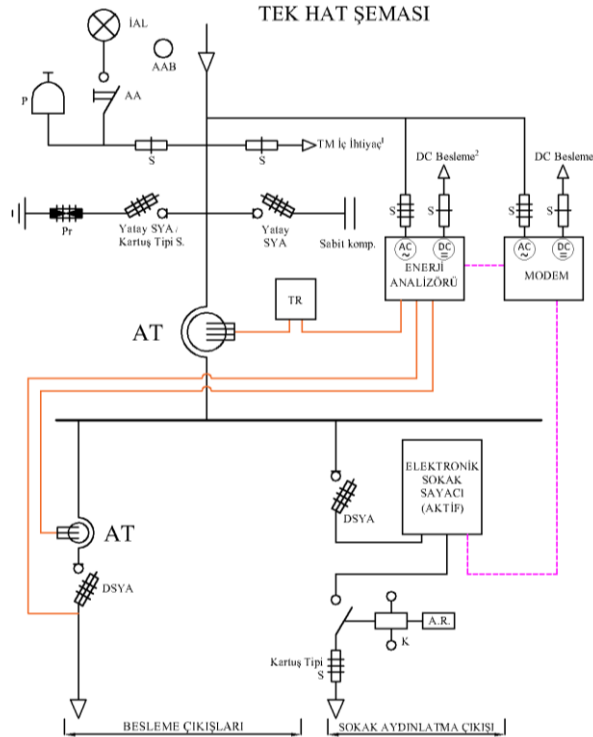 TEK HAT ŞEMASI
İAL
AAB
P
AA
S
S
TM İç İhtiyaç¹
DC Besleme²
DC Besleme
S
S
S
S
AC
DC
AC
DC
ENERJİ
ANALİZÖRÜ
MODEM
Pr
Yatay SYA /
Kartuş Tipi S.
Yatay
SYA
Sabit komp.
TR
AT
ELEKTRONİK
SOKAK
SAYACI
(AKTİF)
DSYA
AT
DSYA
A.R.
K
Kartuş Tipi
S
BESLEME ÇIKIŞLARI
SOKAK AYDINLATMA ÇIKIŞI